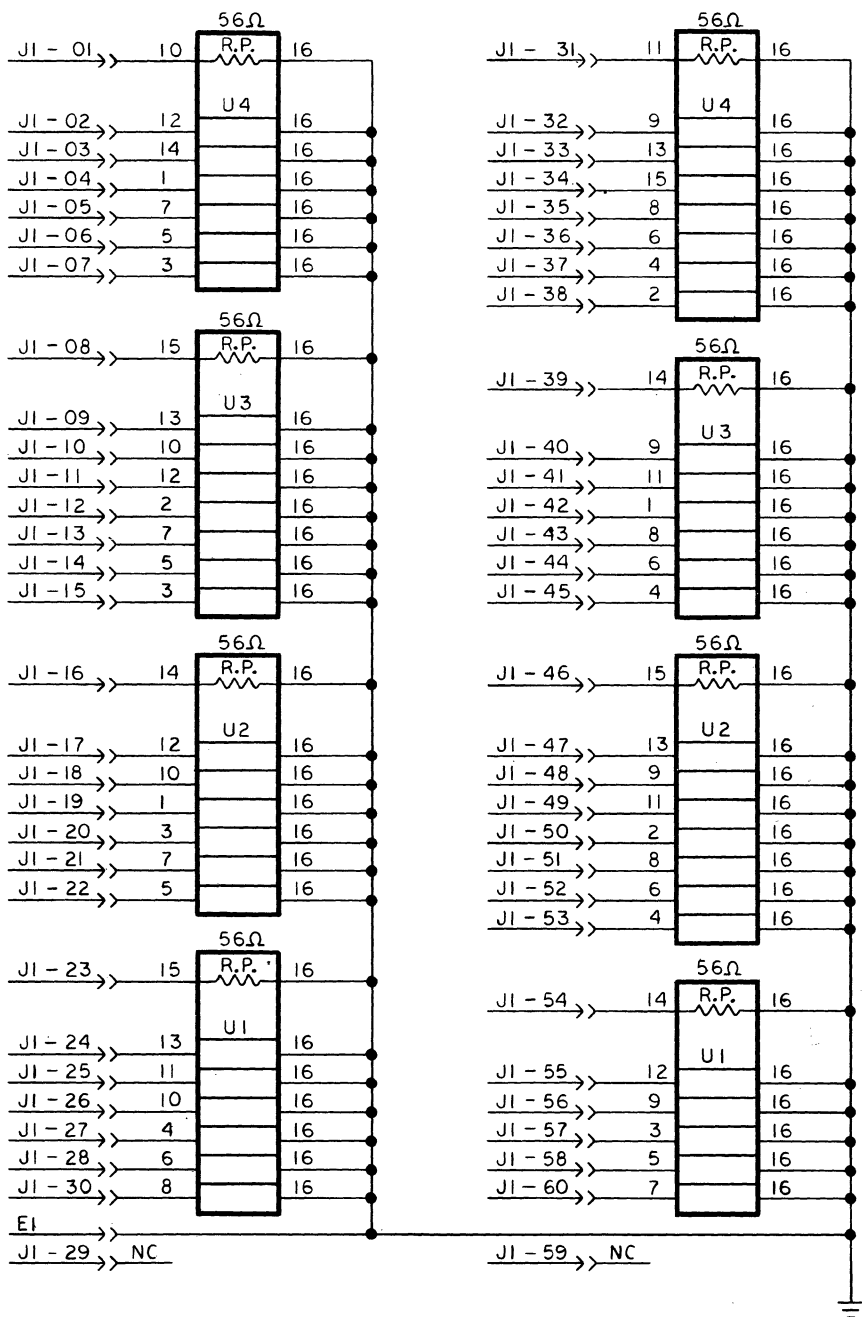 56Ω
J1 - 01 10 R.P. 16
U4
J1 - 02 12 16
J1 - 03 14 16
J1 - 04 1 16
J1 - 05 7 16
J1 - 06 5 16
J1 - 07 3 16
56Ω
J1 - 08 15 R.P. 16
U3
J1 - 09 13 16
J1 - 10 10 16
J1 - 11 12 16
J1 - 12 2 16
J1 - 13 7 16
J1 - 14 5 16
J1 - 15 3 16
56Ω
J1 - 16 14 R.P. 16
U2
J1 - 17 12 16
J1 - 18 10 16
J1 - 19 1 16
J1 - 20 3 16
J1 - 21 7 16
J1 - 22 5 16
56Ω
J1 - 23 15 R.P. 16
U1
J1 - 24 13 16
J1 - 25 11 16
J1 - 26 10 16
J1 - 27 4 16
J1 - 28 6 16
J1 - 30 8 16
E1
J1 - 29 NC
56Ω
J1 - 31 11 R.P. 16
U4
J1 - 32 9 16
J1 - 33 13 16
J1 - 34 15 16
J1 - 35 8 16
J1 - 36 6 16
J1 - 37 4 16
J1 - 38 2 16
56Ω
J1 - 39 14 R.P. 16
U3
J1 - 40 9 16
J1 - 41 11 16
J1 - 42 1 16
J1 - 43 8 16
J1 - 44 6 16
J1 - 45 4 16
56Ω
J1 - 46 15 R.P. 16
U2
J1 - 47 13 16
J1 - 48 9 16
J1 - 49 11 16
J1 - 50 2 16
J1 - 51 8 16
J1 - 52 6 16
J1 - 53 4 16
56Ω
J1 - 54 14 R.P. 16
U1
J1 - 55 12 16
J1 - 56 9 16
J1 - 57 3 16
J1 - 58 5 16
J1 - 60 7 16
J1 - 59 NC